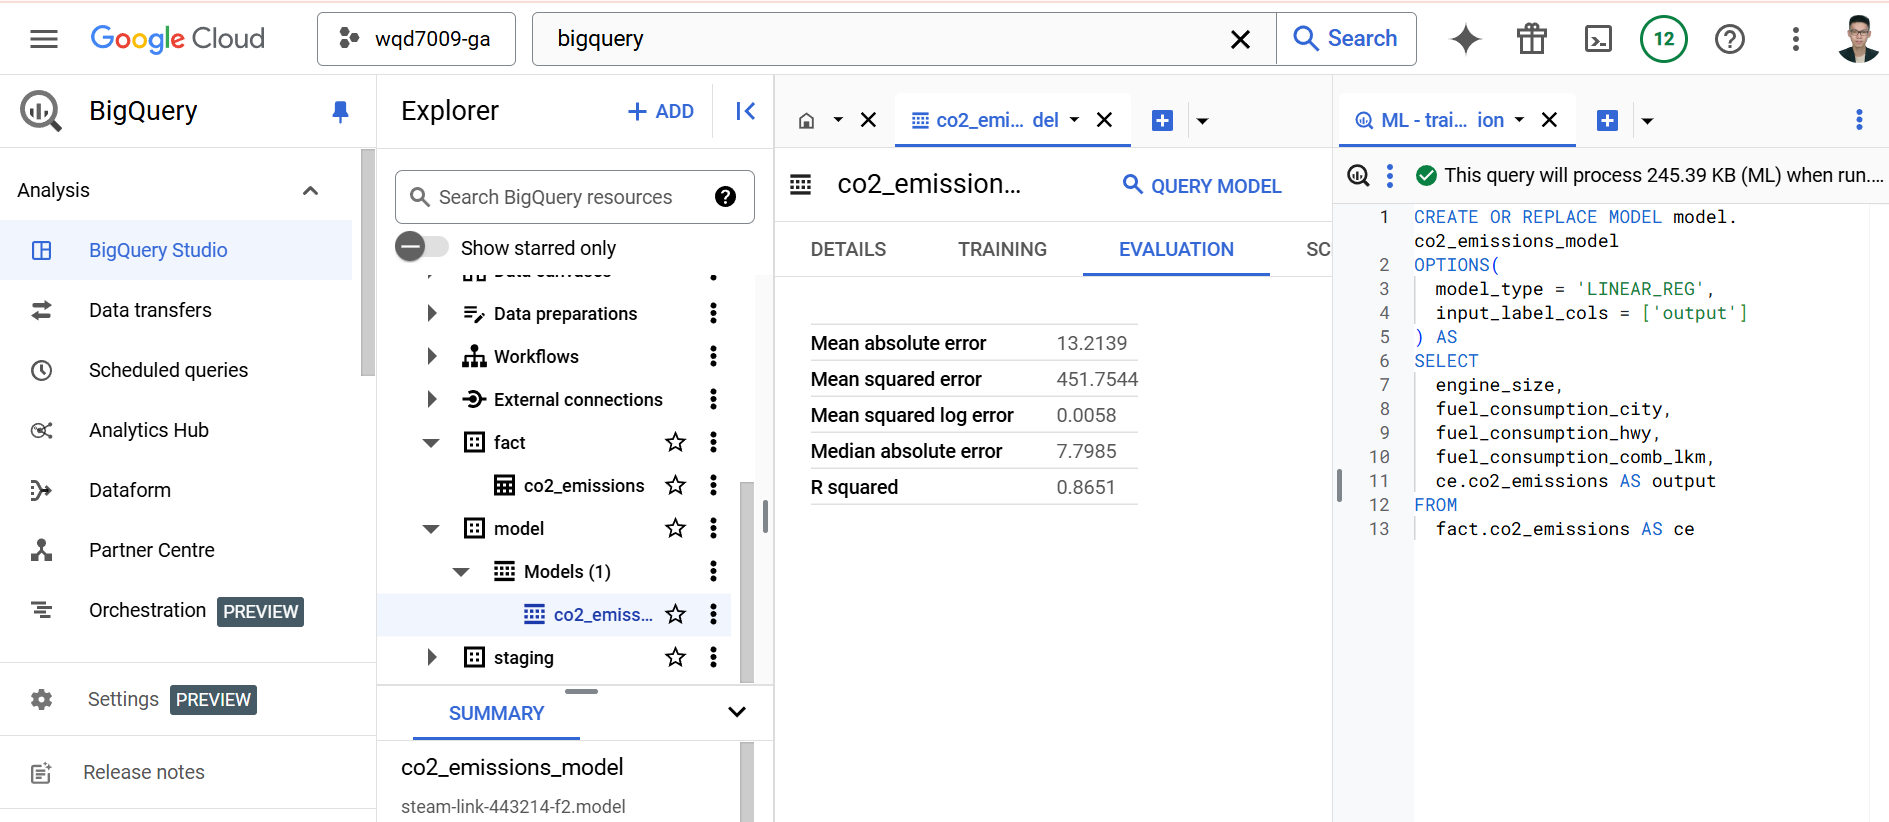 Google Cloud
wqd7009-ga
bigquery
Search
12
BigQuery
Analysis
BigQuery Studio
Data transfers
Scheduled queries
Analytics Hub
Dataform
Partner Centre
Orchestration PREVIEW
Settings PREVIEW
Release notes
Explorer
+ ADD
Search BigQuery resources
Show starred only
Data canvases
Data preparations
Workflows
External connections
fact
co2_emissions
model
Models (1)
co2_emiss...
staging
SUMMARY
co2_emissions_model
steam-link-443214-f2.model
co2_emi... del
co2_emission...
QUERY MODEL
DETAILS
TRAINING
EVALUATION
SC
Mean absolute error 13.2139
Mean squared error 451.7544
Mean squared log error 0.0058
Median absolute error 7.7985
R squared 0.8651
ML - trai... ion
This query will process 245.39 KB (ML) when run....
1 CREATE OR REPLACE MODEL model.
co2_emissions_model
2 OPTIONS(
3 model_type = 'LINEAR_REG',
4 input_label_cols = ['output']
5 ) AS
6 SELECT
7 engine_size,
8 fuel_consumption_city,
9 fuel_consumption_hwy,
10 fuel_consumption_comb_lkm,
11 ce.co2_emissions AS output
12 FROM
13 fact.co2_emissions AS ce